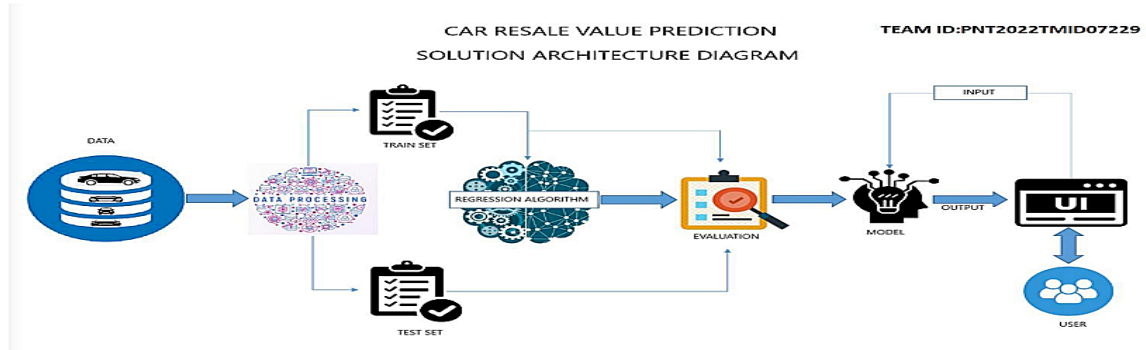 CAR RESALE VALUE PREDICTION
SOLUTION ARCHITECTURE DIAGRAM
TEAM ID:PNT2022TMID07229
INPUT
DATA
TRAIN SET
DATA PROCESSING
REGRESSION ALGORITHM
EVALUATION
MODEL
OUTPUT
UI
TEST SET
USER